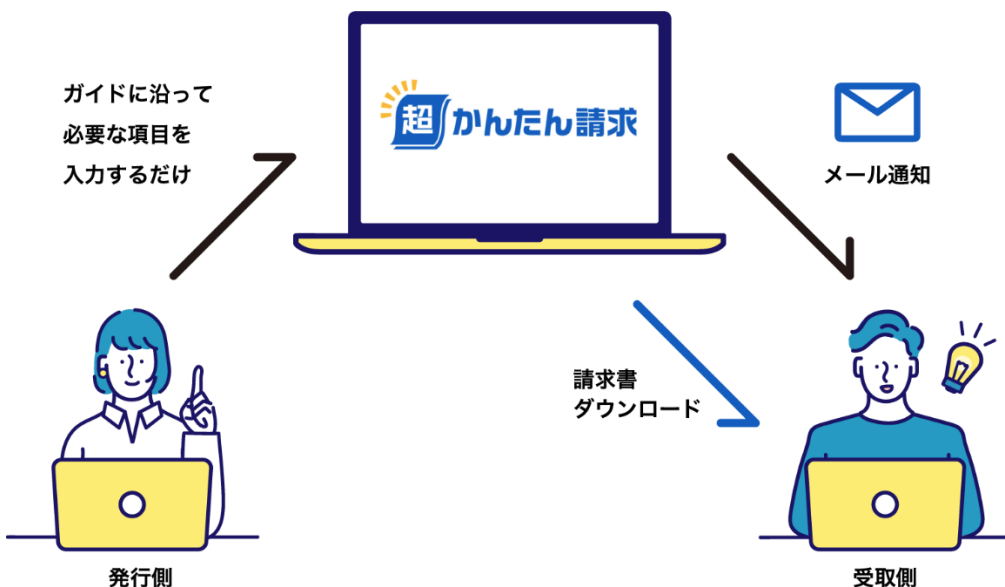 ガイドに沿って
必要な項目を
入力するだけ
超かんたん請求
メール通知
請求書
ダウンロード
発行側
受取側